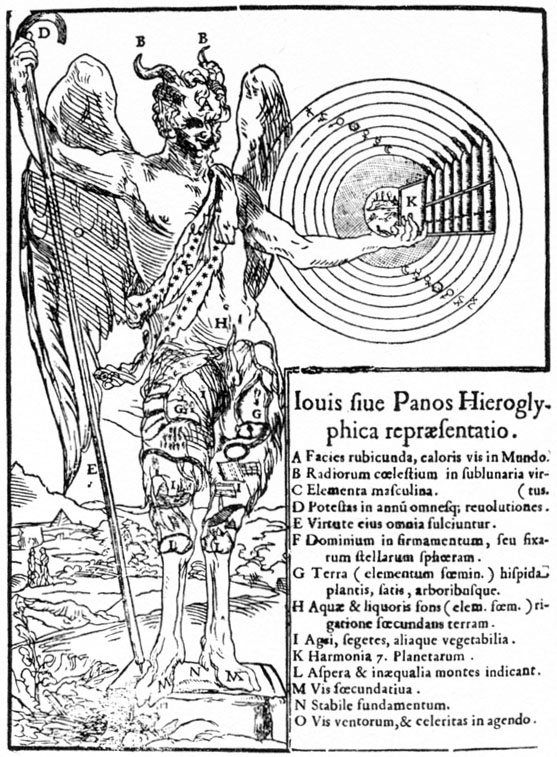 D
B B
A
K
F
O
H
I
G
G
E
I
L
L L
M
N
N
Iouis ſiue Panos Hierogly-
phica repræſentatio.
A Facies rubicunda, caloris vis in Mundo.
B Radiorum cœleſtium in ſublunaria vir-
C Elementa maſculina. ( tus.
D Poteſtas in annũ omneſq; reuolutiones.
E Virtute eius omnia fulciuntur.
F Dominium in firmamentum, ſeu fixa-
rum ſtellarum ſphœram.
G Terra ( elementum fœmin. ) hiſpida
plantis, ſatis, arboribuſque.
H Aquæ & liquoris fons ( elem. fœm. ) ri-
gatione fœcundans terram.
I Agri, ſegetes, aliaque vegetabilia.
K Harmonia 7. Planetarum.
L Aſpera & inæqualia montes indicant.
M Vis fœcundatiua.
N Stabile fundamentum.
O Vis ventorum, & celeritas in agendo.